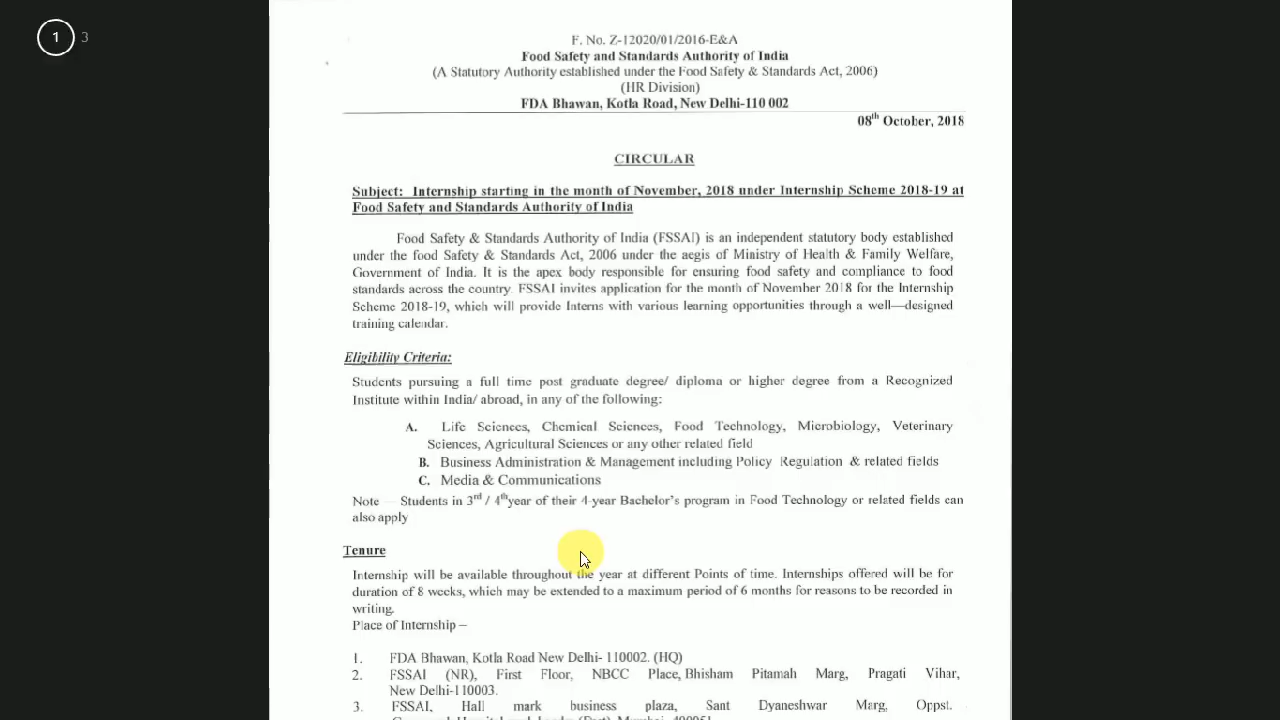 1 3
F. No. Z-12020/01/2016-E&A
Food Safety and Standards Authority of India
(A Statutory Authority established under the Food Safety & Standards Act, 2006)
(HR Division)
FDA Bhawan, Kotla Road, New Delhi-110 002
08th October, 2018
CIRCULAR
Subject: Internship starting in the month of November, 2018 under Internship Scheme 2018-19 at
Food Safety and Standards Authority of India
Food Safety & Standards Authority of India (FSSAI) is an independent statutory body established
under the food Safety & Standards Act, 2006 under the aegis of Ministry of Health & Family Welfare,
Government of India. It is the apex body responsible for ensuring food safety and compliance to food
standards across the country. FSSAI invites application for the month of November 2018 for the Internship
Scheme 2018-19, which will provide Interns with various learning opportunities through a well—designed
training calendar.
Eligibility Criteria:
Students pursuing a full time post graduate degree/ diploma or higher degree from a Recognized
Institute within India/ abroad, in any of the following:
A. Life Sciences, Chemical Sciences, Food Technology, Microbiology, Veterinary
Sciences, Agricultural Sciences or any other related field
B. Business Administration & Management including Policy Regulation & related fields
C. Media & Communications
Note – Students in 3rd / 4th year of their 4-year Bachelor's program in Food Technology or related fields can
also apply
Tenure
Internship will be available throughout the year at different Points of time. Internships offered will be for
duration of 8 weeks, which may be extended to a maximum period of 6 months for reasons to be recorded in
writing.
Place of Internship –
1. FDA Bhawan, Kotla Road New Delhi- 110002. (HQ)
2. FSSAI (NR), First Floor, NBCC Place, Bhisham Pitamah Marg, Pragati Vihar,
New Delhi-110003.
3. FSSAI, Hall mark business plaza, Sant Dyaneshwar Marg, Oppst.